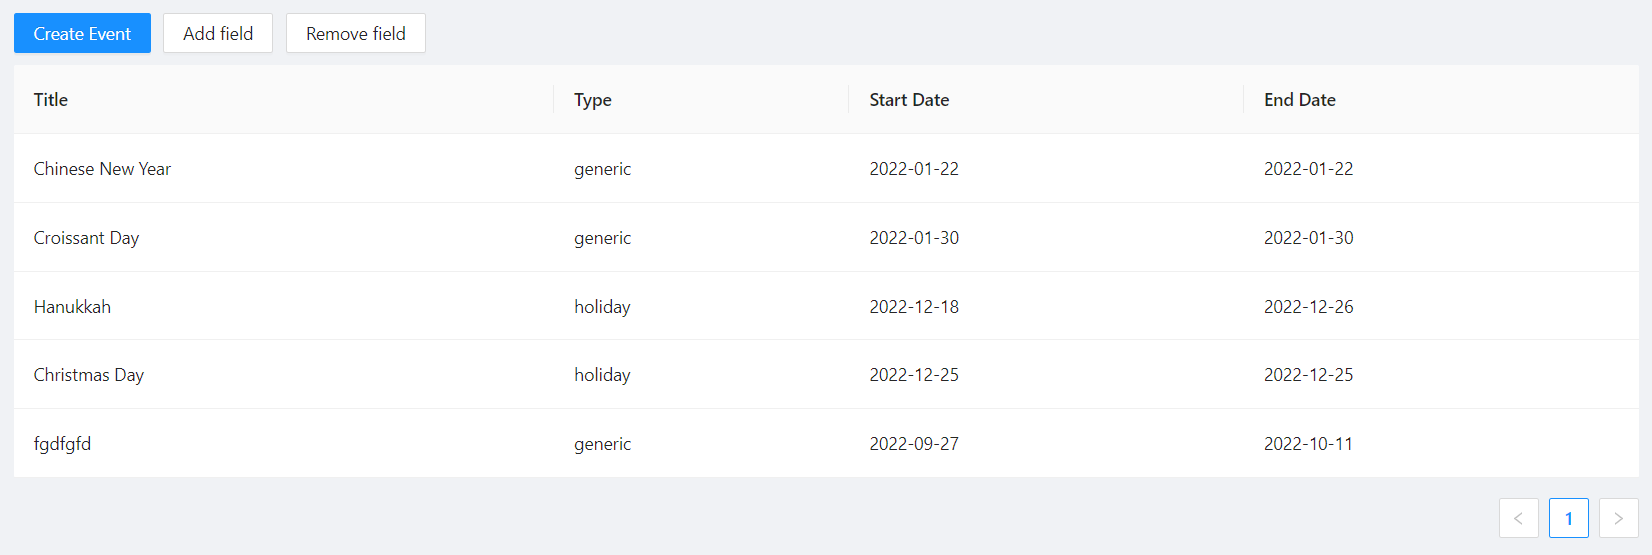 Create Event Add field Remove field
Title Type Start Date End Date
Chinese New Year generic 2022-01-22 2022-01-22
Croissant Day generic 2022-01-30 2022-01-30
Hanukkah holiday 2022-12-18 2022-12-26
Christmas Day holiday 2022-12-25 2022-12-25
fgdfgfd generic 2022-09-27 2022-10-11
1